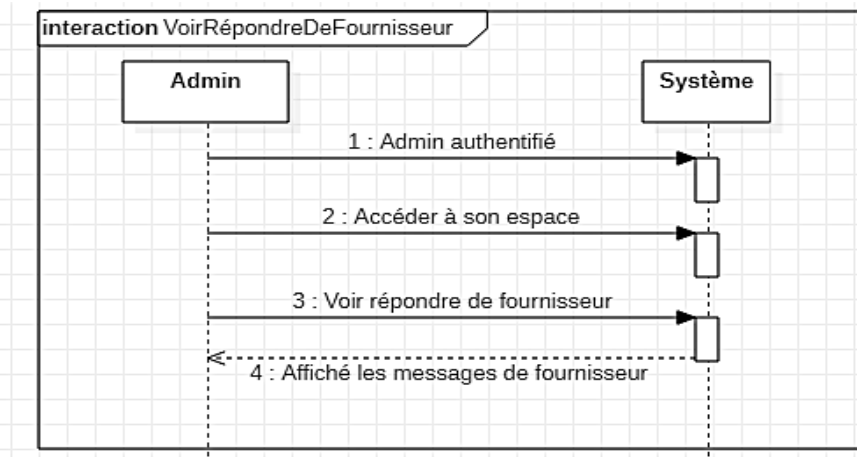 interaction VoirRépondreDeFournisseur
Admin
Système
1 : Admin authentifié
2 : Accéder à son espace
3 : Voir répondre de fournisseur
4 : Affiché les messages de fournisseur